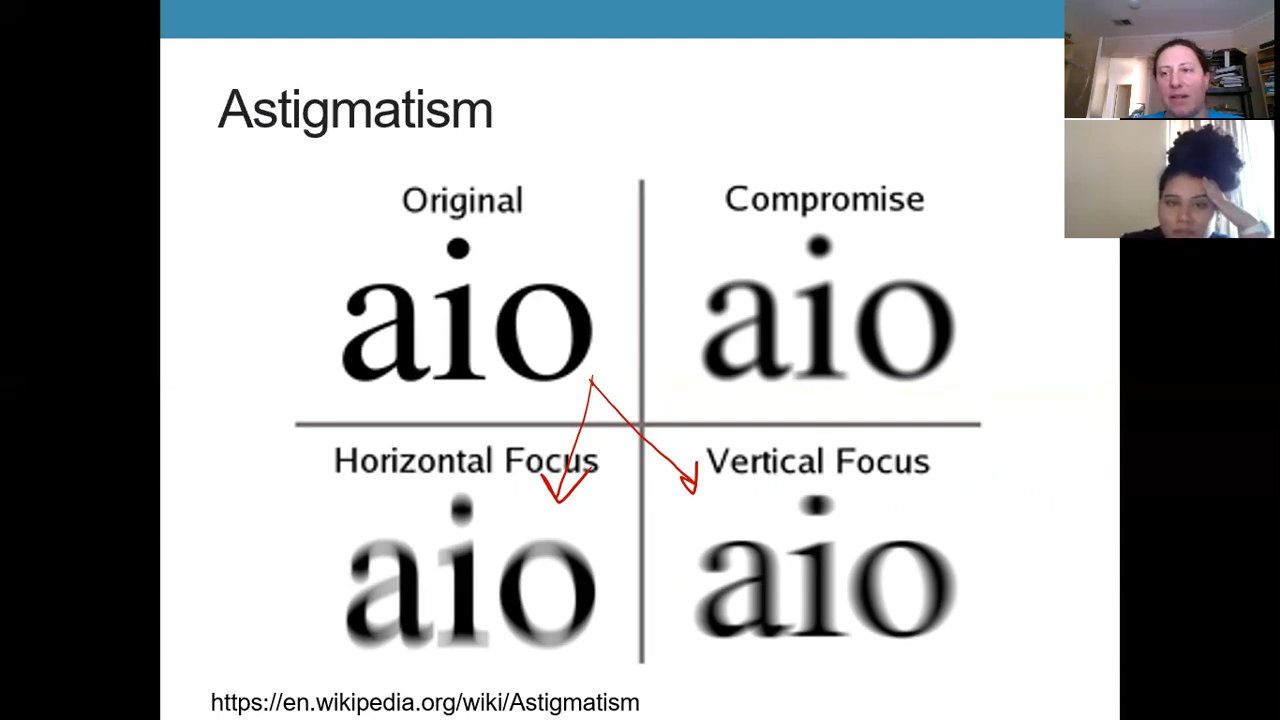 Astigmatism
Original
Compromise
aio
aio
Horizontal Focus
Vertical Focus
aio
aio
https://en.wikipedia.org/wiki/Astigmatism